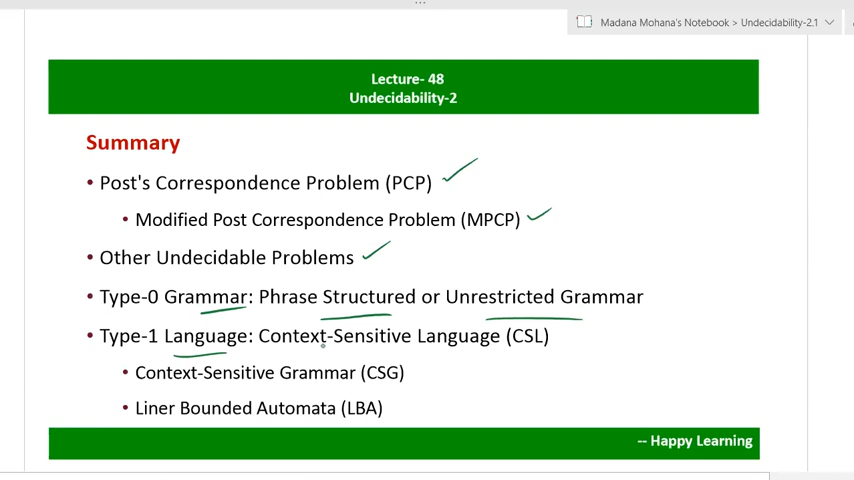 Madana Mohana's Notebook > Undecidability-2.1
Lecture- 48
Undecidability-2
Summary
• Post's Correspondence Problem (PCP)
• Modified Post Correspondence Problem (MPCP)
• Other Undecidable Problems
• Type-0 Grammar: Phrase Structured or Unrestricted Grammar
• Type-1 Language: Context-Sensitive Language (CSL)
• Context-Sensitive Grammar (CSG)
• Liner Bounded Automata (LBA)
-- Happy Learning